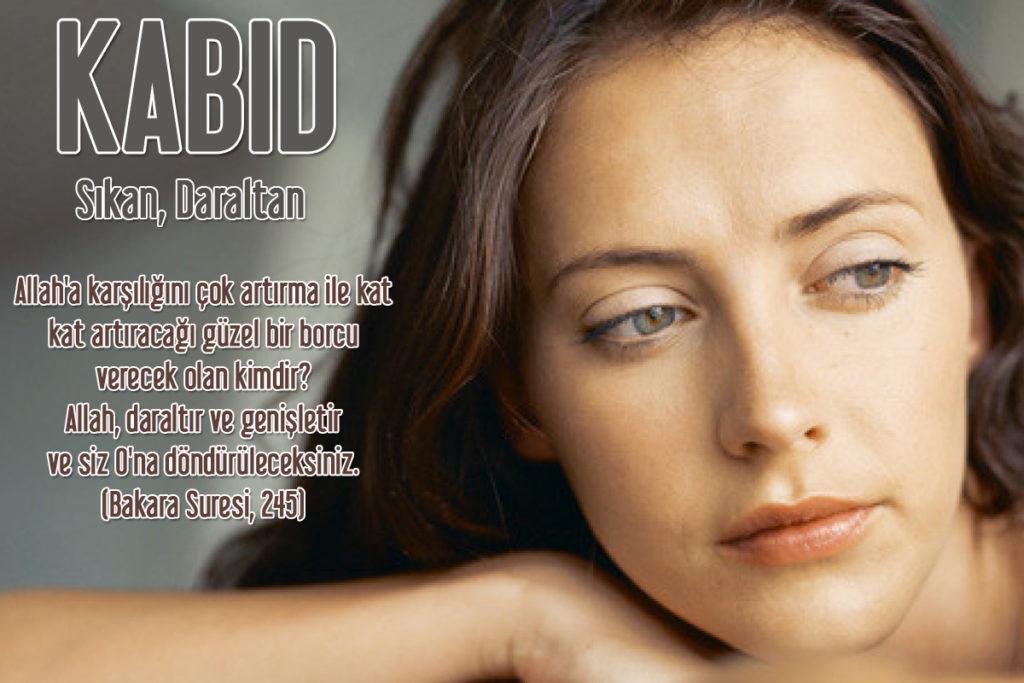 KABID
Sıkan, Daraltan
Allah'a karşılığını çok artırma ile kat
kat artıracağı güzel bir borcu
verecek olan kimdir?
Allah, daraltır ve genişletir
ve siz O'na döndürüleceksiniz.
(Bakara Suresi, 245)